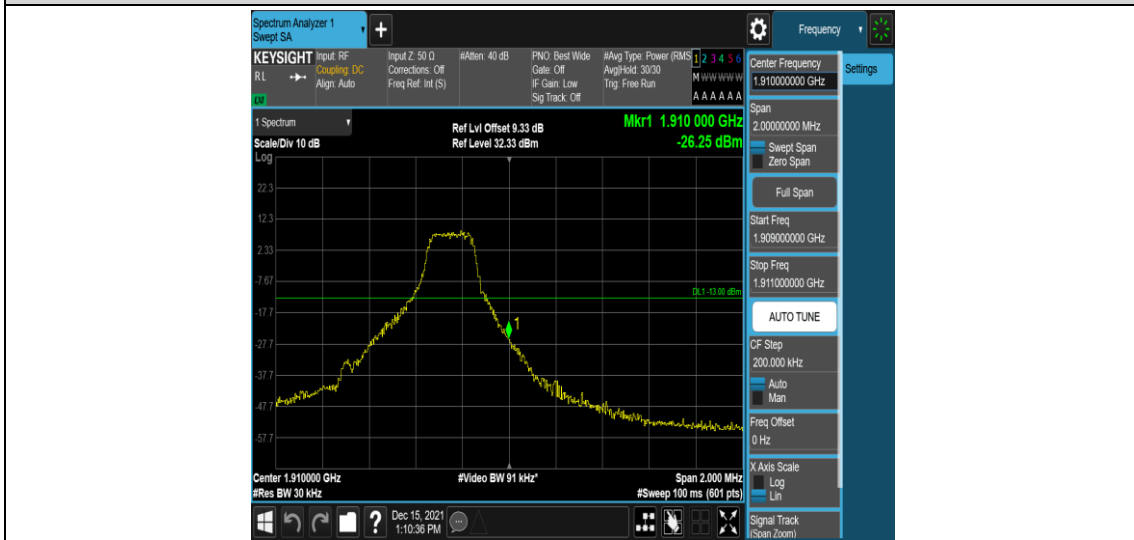 Spectrum Analyzer 1
Swept SA
Frequency
KEYSIGHT
RL
Input: RF
Coupling: DC
Align: Auto
Input Z: 50 Ω
Corrections: Off
Freq Ref: Int (S)
#Atten: 40 dB
PNO: Best Wide
Gate: Off
IF Gain: Low
Sig Track: Off
#Avg Type: Power (RMS
Avg|Hold: 30/30
Trig: Free Run
1 2 3 4 5 6
M W W W W W
A A A A A A
1 Spectrum
Scale/Div 10 dB
Log
Ref Lvl Offset 9.33 dB
Ref Level 32.33 dBm
Mkr1 1.910 000 GHz
-26.25 dBm
22.3
12.3
2.33
-7.67
-17.7
-27.7
-37.7
-47.7
-57.7
DL1 -13.00 dBm
1
Center 1.910000 GHz
#Res BW 30 kHz
#Video BW 91 kHz*
Span 2.000 MHz
#Sweep 100 ms (601 pts)
Center Frequency
1.910000000 GHz
Settings
Span
2.00000000 MHz
Swept Span
Zero Span
Full Span
Start Freq
1.909000000 GHz
Stop Freq
1.911000000 GHz
AUTO TUNE
CF Step
200.000 kHz
Auto
Man
Freq Offset
0 Hz
X Axis Scale
Log
Lin
Signal Track
(Span Zoom)
?
Dec 15, 2021
1:10:36 PM